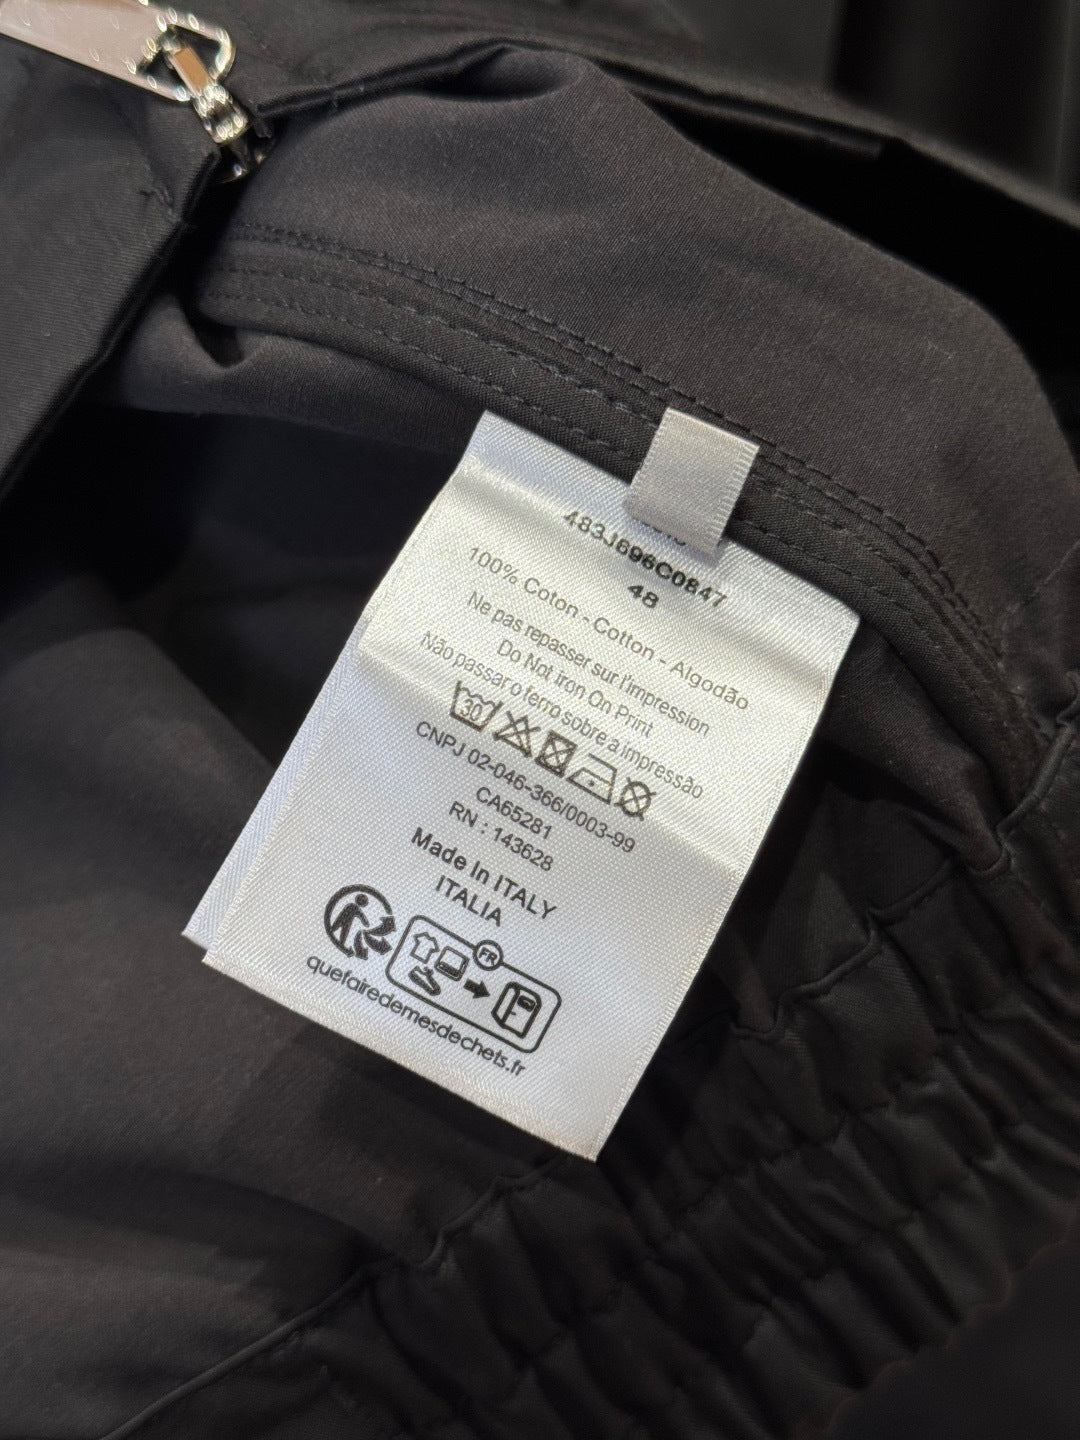 483J696C0847
48
100% Coton - Cotton - Algodão
Ne pas repasser sur l'impression
Do Not Iron On Print
Não passar o ferro sobre a impressão
30
CNPJ 02-046-366/0003-99
CA65281
RN : 143628
Made In ITALY
ITALIA
FR
quefairedemesdechets.fr